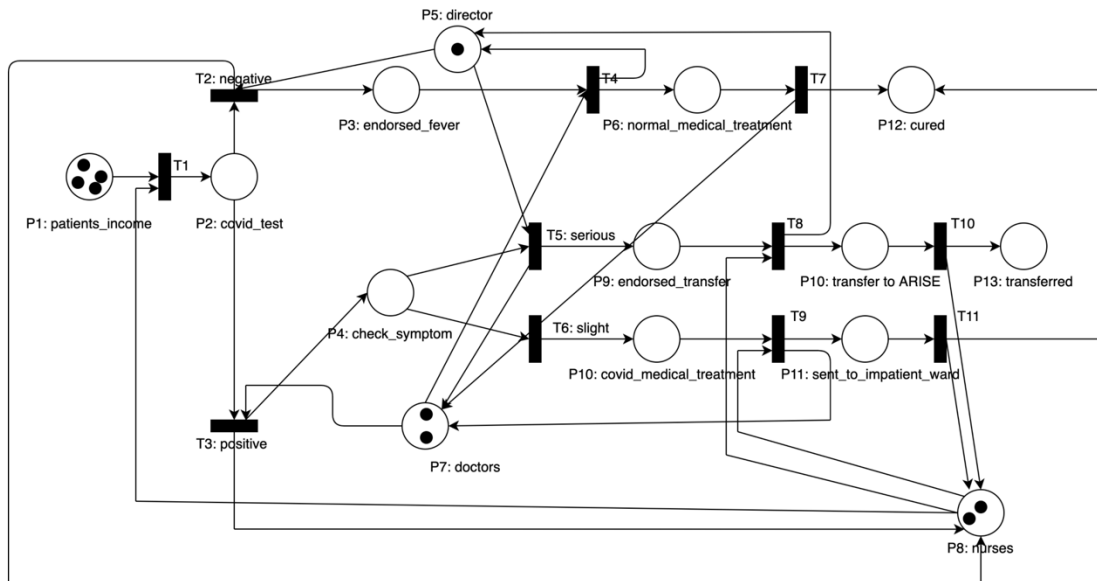 P5: director
T2: negative
T4
T7
P3: endorsed_fever
P6: normal_medical_treatment
P12: cured
T1
P1: patients_income
P2: covid_test
T5: serious
T8
T10
P9: endorsed_transfer
P10: transfer to ARISE
P13: transferred
P4: check_symptom
T6: slight
T9
T11
P10: covid_medical_treatment
P11: sent_to_impatient_ward
T3: positive
P7: doctors
P8: nurses